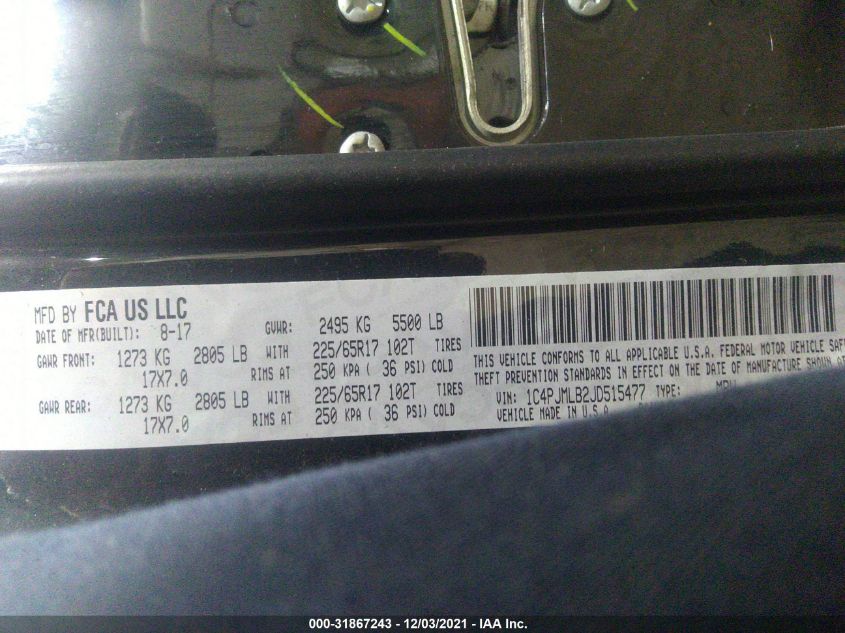 MFD BY FCA US LLC
DATE OF MFR(BUILT): 8-17 GVWR: 2495 KG 5500 LB
GAWR FRONT: 1273 KG 2805 LB WITH 225/65R17 102T TIRES
17X7.0 RIMS AT 250 KPA ( 36 PSI) COLD
GAWR REAR: 1273 KG 2805 LB WITH 225/65R17 102T TIRES
17X7.0 RIMS AT 250 KPA ( 36 PSI) COLD
THIS VEHICLE CONFORMS TO ALL APPLICABLE U.S.A. FEDERAL MOTOR VEHICLE
THEFT PREVENTION STANDARDS IN EFFECT ON THE DATE OF MANUFACTURE SHOWN
VIN: 1C4PJMLB2JD515477 TYPE:
VEHICLE MADE IN U.S.A.
000-31867243 - 12/03/2021 - IAA Inc.